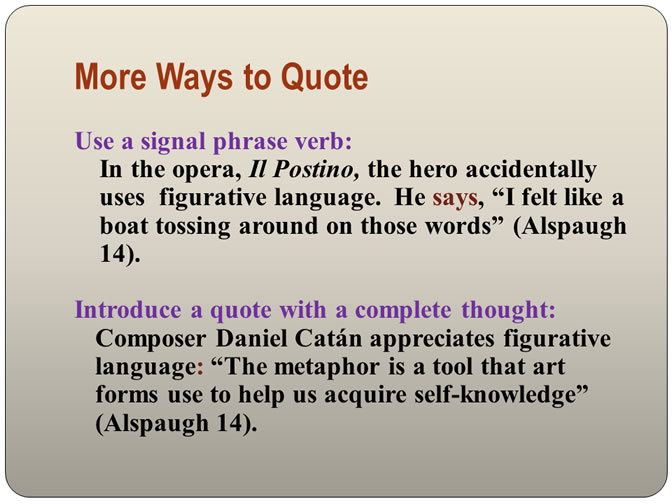 More Ways to Quote
Use a signal phrase verb:
In the opera, Il Postino, the hero accidentally
uses  figurative language.  He says, “I felt like a
boat tossing around on those words” (Alspaugh
14).
Introduce a quote with a complete thought:
Composer Daniel Catán appreciates figurative
language: “The metaphor is a tool that art
forms use to help us acquire self-knowledge”
(Alspaugh 14).